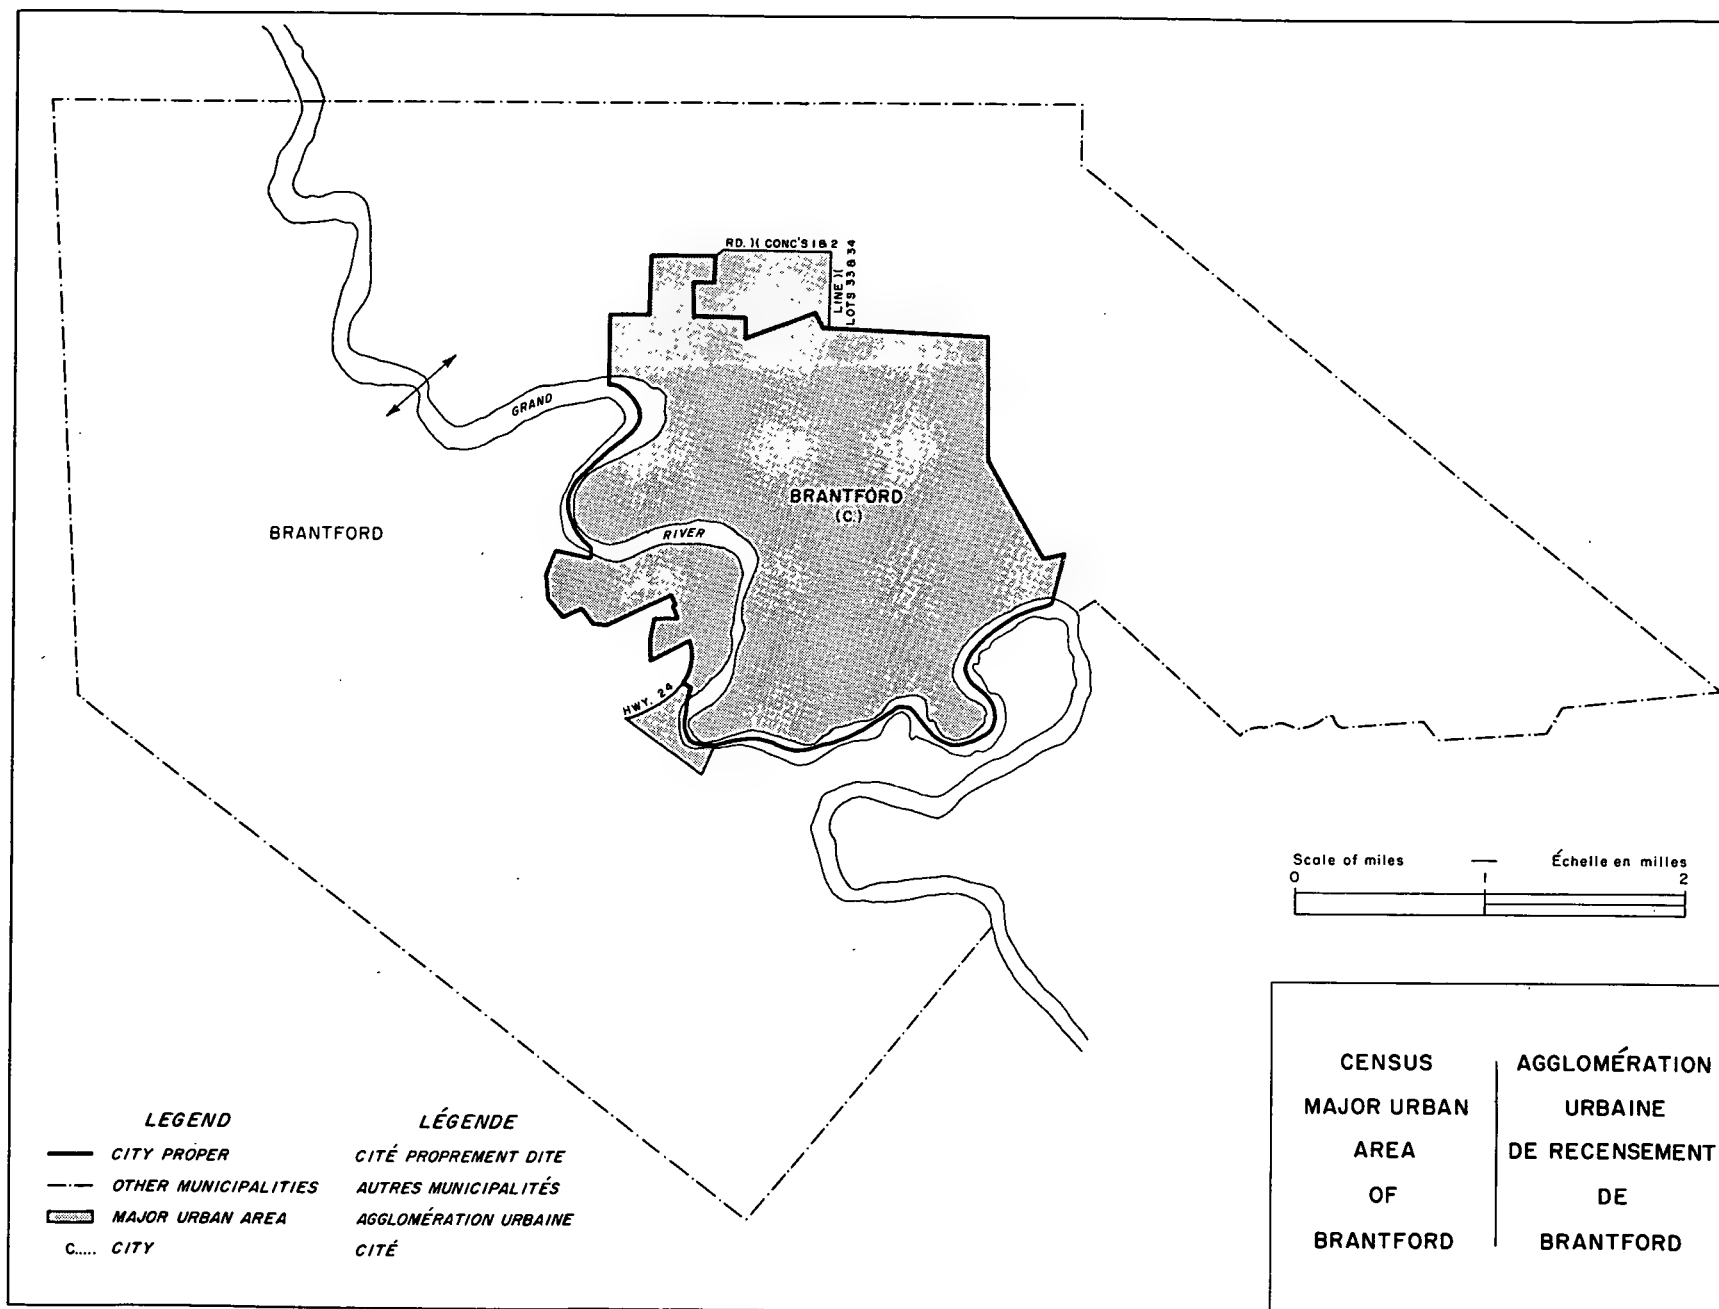 RD. )( CONC'S 1 & 2
LINE )(
LOTS 33 & 34
GRAND
BRANTFORD
(C.)
BRANTFORD
RIVER
HWY. 24
Scale of miles — Échelle en milles
0 1 2
LEGEND LÉGENDE
CITY PROPER CITÉ PROPREMENT DITE
OTHER MUNICIPALITIES AUTRES MUNICIPALITÉS
MAJOR URBAN AREA AGGLOMÉRATION URBAINE
C..... CITY CITÉ
CENSUS
MAJOR URBAN
AREA
OF
BRANTFORD
AGGLOMÉRATION
URBAINE
DE RECENSEMENT
DE
BRANTFORD